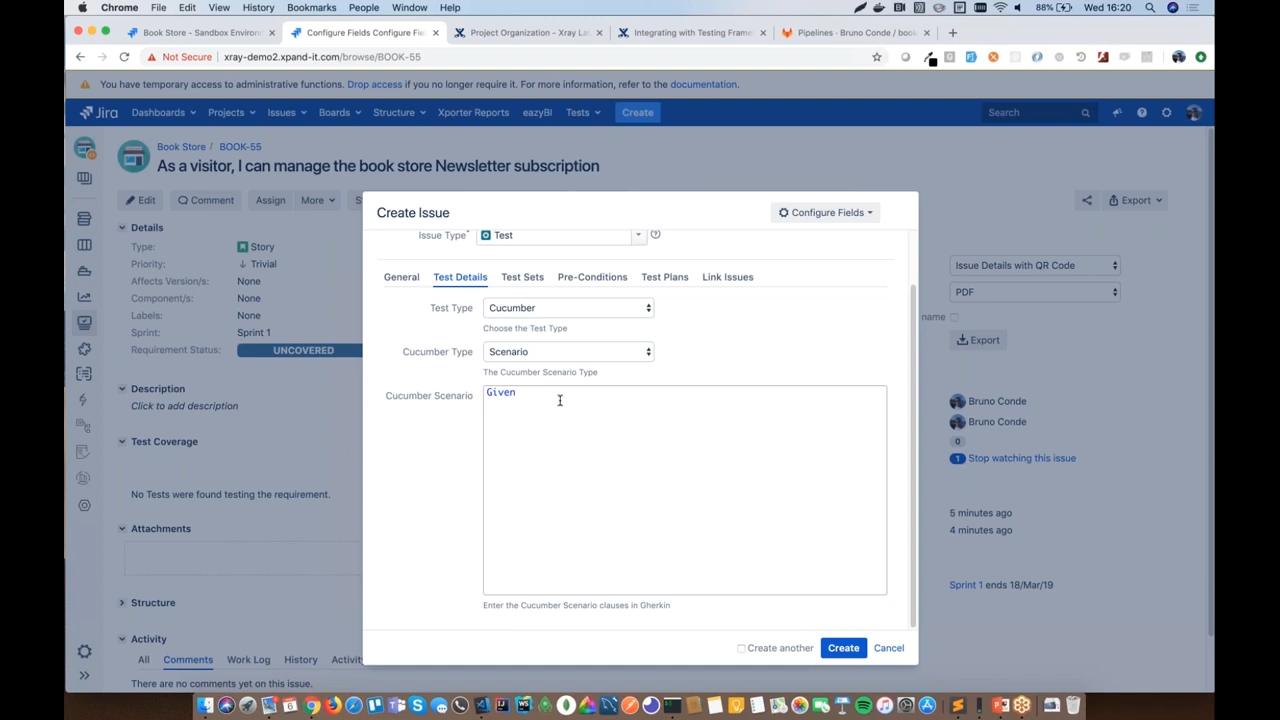 Chrome File Edit View History Bookmarks People Window Help 88% Wed 16:20
Book Store - Sandbox Environ Configure Fields Configure Fie Project Organization - Xray La Integrating with Testing Frame Pipelines · Bruno Conde / book
Not Secure xray-demo2.xpand-it.com/browse/BOOK-55
You have temporary access to administrative functions. Drop access if you no longer require it. For more information, refer to the documentation.
Jira Dashboards Projects Issues Boards Structure Xporter Reports eazyBI Tests Create Search
Book Store / BOOK-55
As a visitor, I can manage the book store Newsletter subscription
Edit Comment Assign More S Export
Create Issue Configure Fields
Details
Issue Type* Test
Type: Story
Priority: Trivial
Affects Version/s: None
Component/s: None
Labels: None
Sprint: Sprint 1
Requirement Status: UNCOVERED
Issue Details with QR Code
PDF
name
Export
General Test Details Test Sets Pre-Conditions Test Plans Link Issues
Test Type Cucumber
Choose the Test Type
Cucumber Type Scenario
The Cucumber Scenario Type
Cucumber Scenario Given
Enter the Cucumber Scenario clauses in Gherkin
Description
Click to add description
Test Coverage
No Tests were found testing the requirement.
Attachments
Structure
Activity
All Comments Work Log History Activity
There are no comments yet on this issue.
Bruno Conde
Bruno Conde
0
1 Stop watching this issue
5 minutes ago
4 minutes ago
Sprint 1 ends 18/Mar/19
Create another Create Cancel